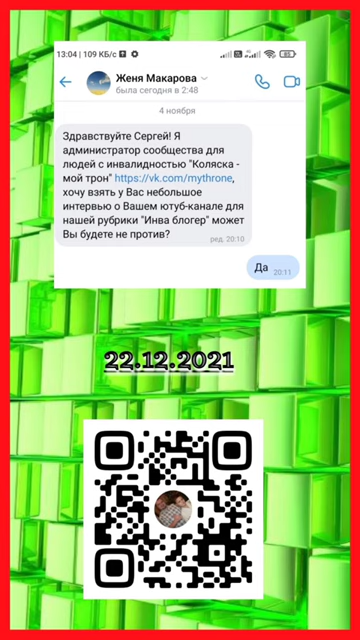 13:04 | 109 КБ/с
85
Женя Макарова
была сегодня в 2:48
4 ноября
Здравствуйте Сергей! Я
администратор сообщества для
людей с инвалидностью "Коляска -
мой трон" https://vk.com/mythrone,
хочу взять у Вас небольшое
интервью о Вашем ютуб-канале для
нашей рубрики "Инва блогер" может
Вы будете не против?
ред. 20:10
Да 20:11
22.12.2021